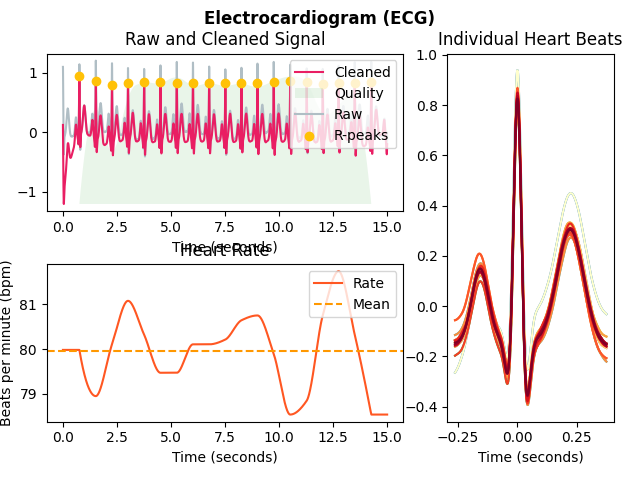 Electrocardiogram (ECG)
Raw and Cleaned Signal
1
0
−1
Cleaned
Quality
Raw
R-peaks
0.0 2.5 5.0 7.5 10.0 12.5 15.0
Time (seconds)
Heart Rate
Beats per minute (bpm)
81
80
79
Rate
Mean
0.0 2.5 5.0 7.5 10.0 12.5 15.0
Time (seconds)
Individual Heart Beats
1.0
0.8
0.6
0.4
0.2
0.0
−0.2
−0.4
−0.25 0.00 0.25
Time (seconds)